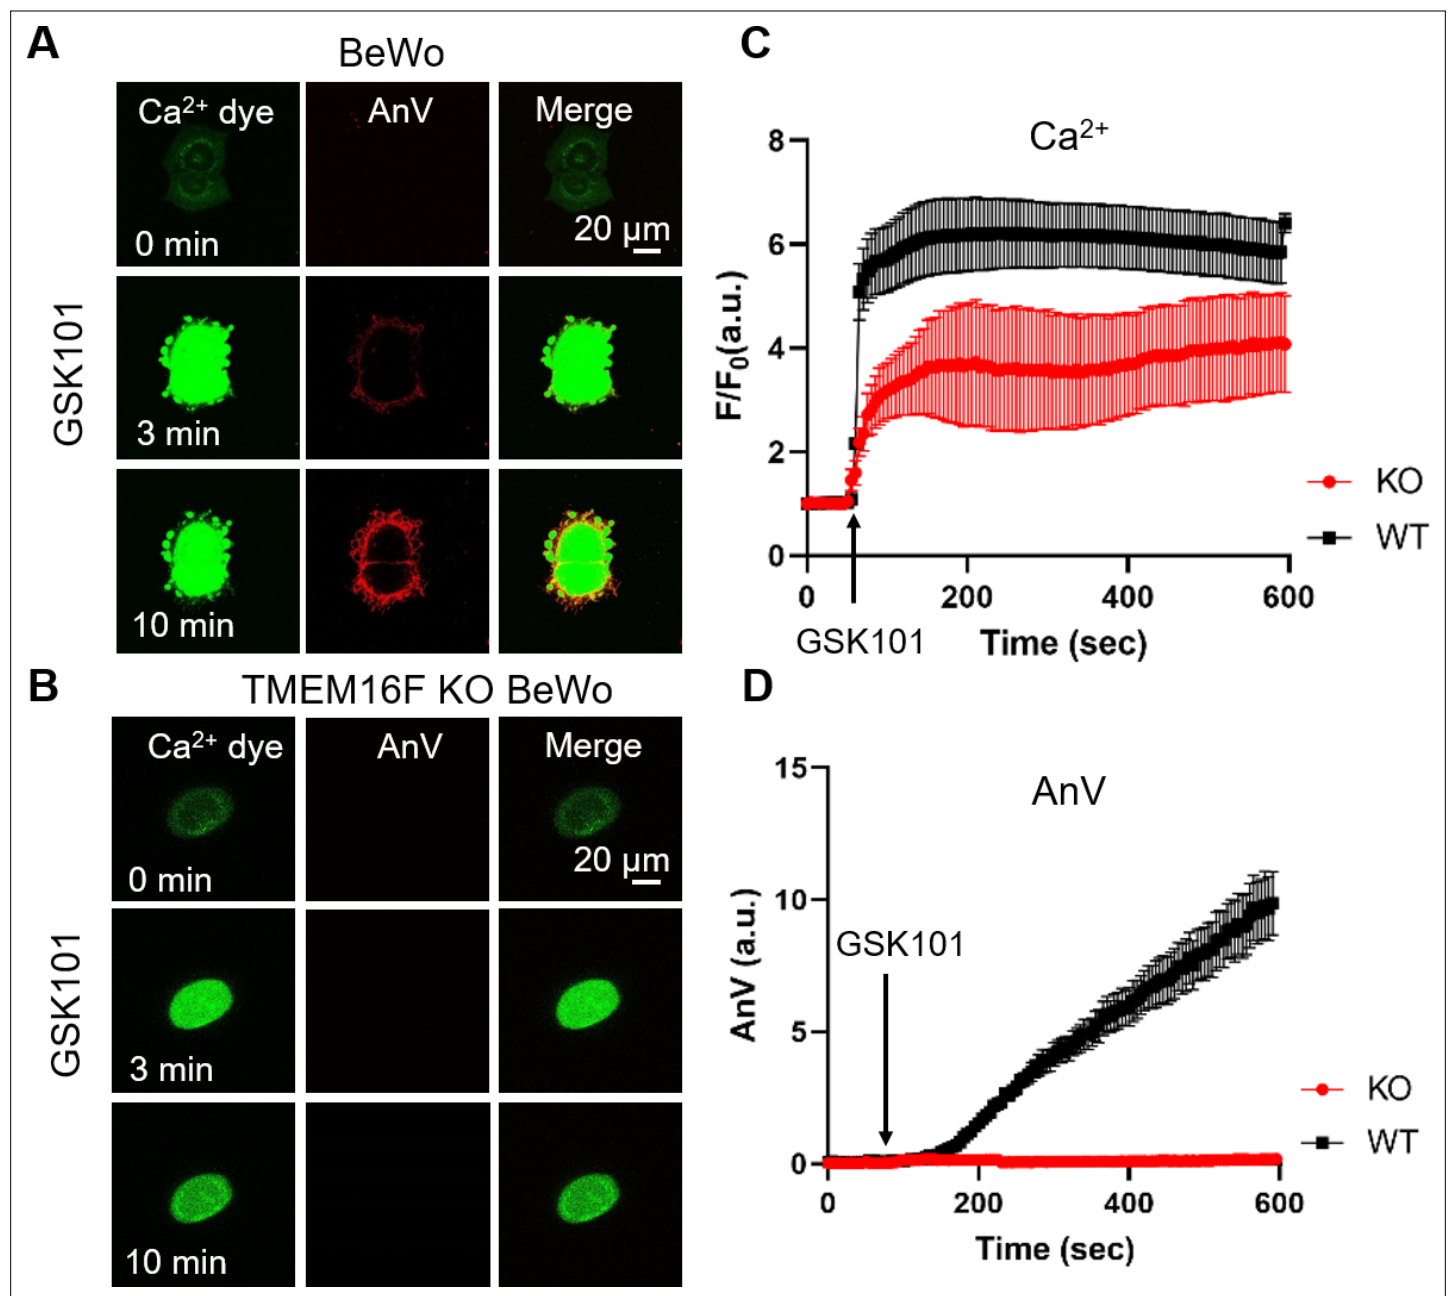 A
BeWo
Ca²⁺ dye AnV Merge
0 min 20 µm
GSK101
3 min
10 min
B
TMEM16F KO BeWo
Ca²⁺ dye AnV Merge
0 min 20 µm
GSK101
3 min
10 min
C
Ca²⁺
8
6
4
2
0
F/F₀(a.u.)
KO
WT
0 200 400 600
GSK101 Time (sec)
D
AnV
15
10
5
0
AnV (a.u.)
GSK101
KO
WT
0 200 400 600
Time (sec)